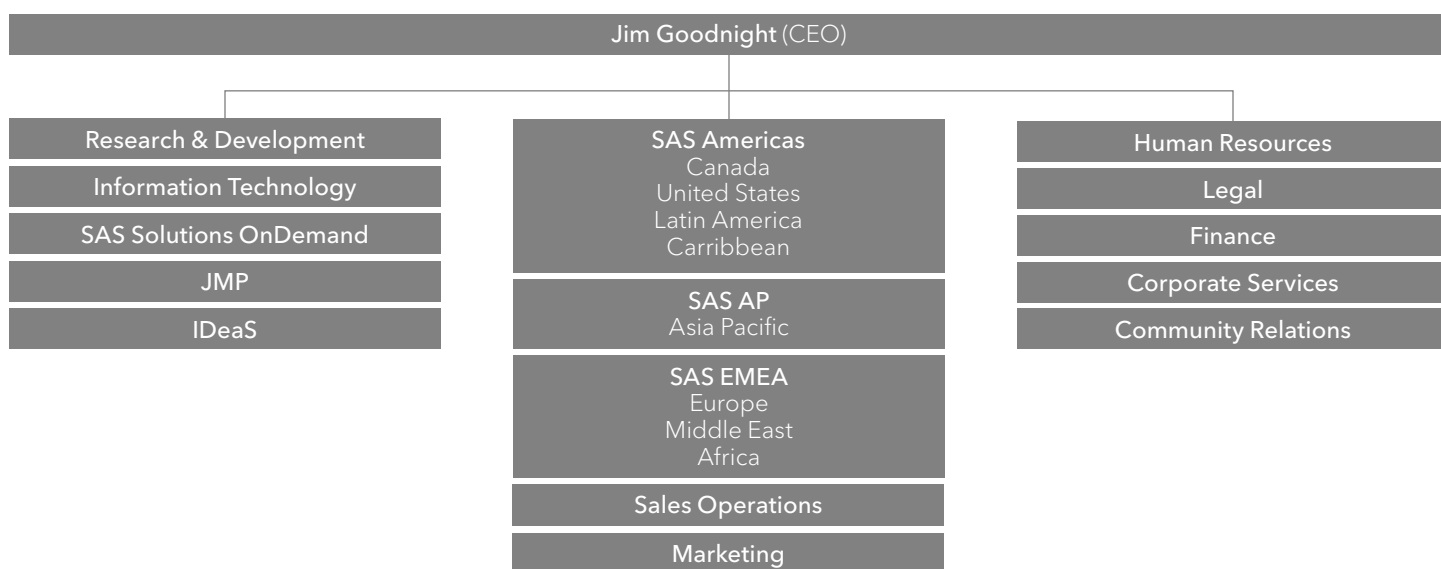 Jim Goodnight (CEO)
Research & Development
Information Technology
SAS Solutions OnDemand
JMP
IDeaS
SAS Americas
Canada
United States
Latin America
Carribbean
SAS AP
Asia Pacific
SAS EMEA
Europe
Middle East
Africa
Sales Operations
Marketing
Human Resources
Legal
Finance
Corporate Services
Community Relations